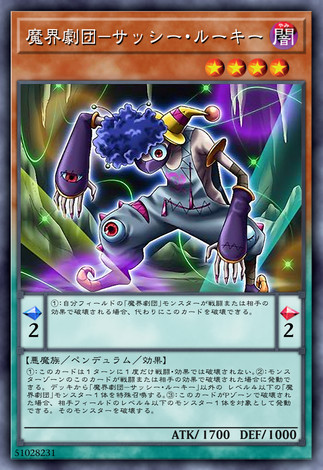 魔界劇団－サッシー・ルーキー 闇
①:自分フィールドの「魔界劇団」モンスターが戦闘または相手の
効果で破壊される場合、代わりにこのカードを破壊できる。
2 2
【悪魔族／ペンデュラム／効果】
①:このカードは1ターンに1度だけ戦闘・効果では破壊されない。②:モンス
ターゾーンのこのカードが戦闘または相手の効果で破壊された場合に発動で
きる。デッキから「魔界劇団－サッシー・ルーキー」以外の レベル4以下の「魔界
劇団」モンスター1体を特殊召喚する。③:このカードがPゾーンで破壊された
場合、相手フィールドのレベル4以下のモンスター1体を対象として発動で
きる。そのモンスターを破壊する。
ATK/ 1700 DEF/ 1000
51028231